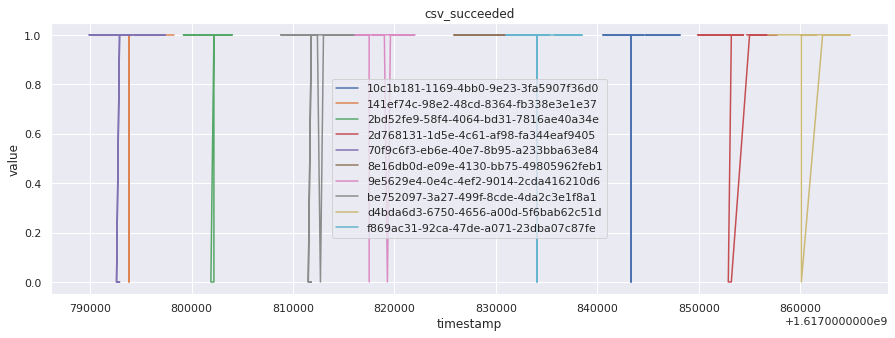 csv_succeeded
value
1.0
0.8
0.6
0.4
0.2
0.0
10c1b181-1169-4bb0-9e23-3fa5907f36d0
141ef74c-98e2-48cd-8364-fb338e3e1e37
2bd52fe9-58f4-4064-bd31-7816ae40a34e
2d768131-1d5e-4c61-af98-fa344eaf9405
70f9c6f3-eb6e-40e7-8b95-a233bba63e84
8e16db0d-e09e-4130-bb75-49805962feb1
9e5629e4-0e4c-4ef2-9014-2cda416210d6
be752097-3a27-499f-8cde-4da2c3e1f8a1
d4bda6d3-6750-4656-a00d-5f6bab62c51d
f869ac31-92ca-47de-a071-23dba07c87fe
790000 800000 810000 820000 830000 840000 850000 860000
timestamp
+1.6170000000e9